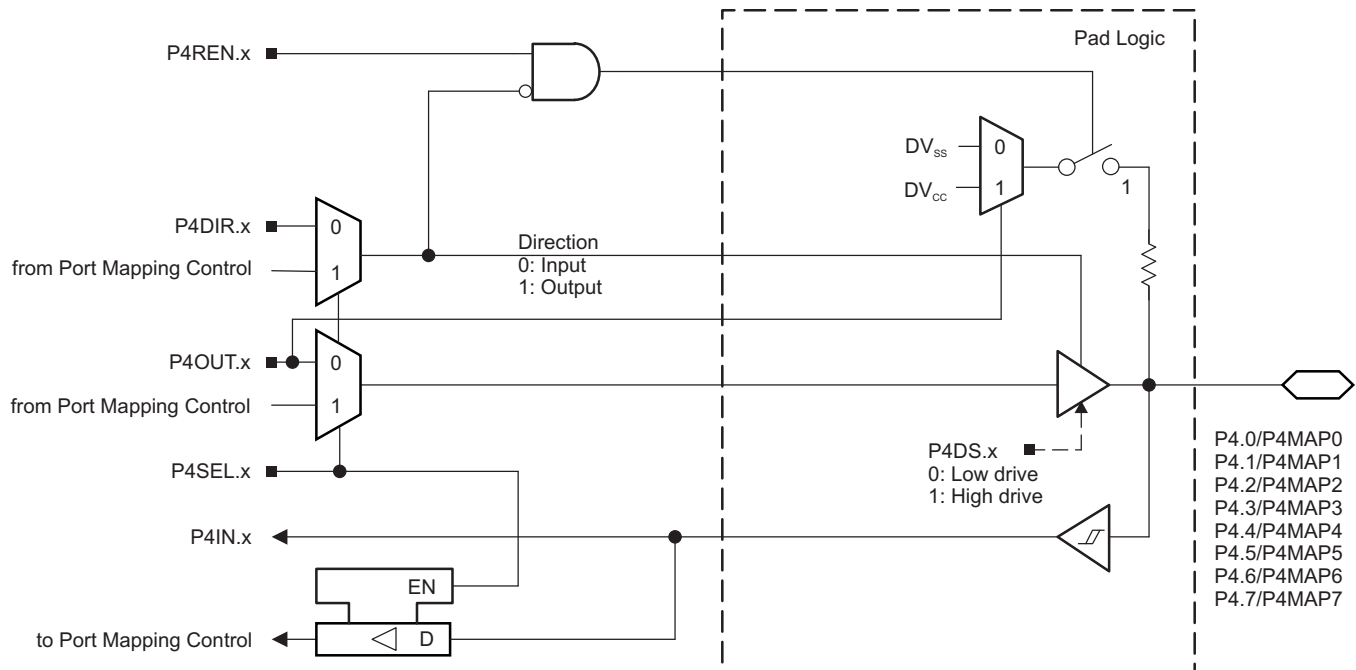 Pad Logic
P4REN.x
DVSS
0
DVCC
1
1
P4DIR.x
0
from Port Mapping Control
1
Direction
0: Input
1: Output
P4OUT.x
0
from Port Mapping Control
1
P4SEL.x
P4DS.x
0: Low drive
1: High drive
P4.0/P4MAP0
P4.1/P4MAP1
P4.2/P4MAP2
P4.3/P4MAP3
P4.4/P4MAP4
P4.5/P4MAP5
P4.6/P4MAP6
P4.7/P4MAP7
P4IN.x
EN
to Port Mapping Control
D